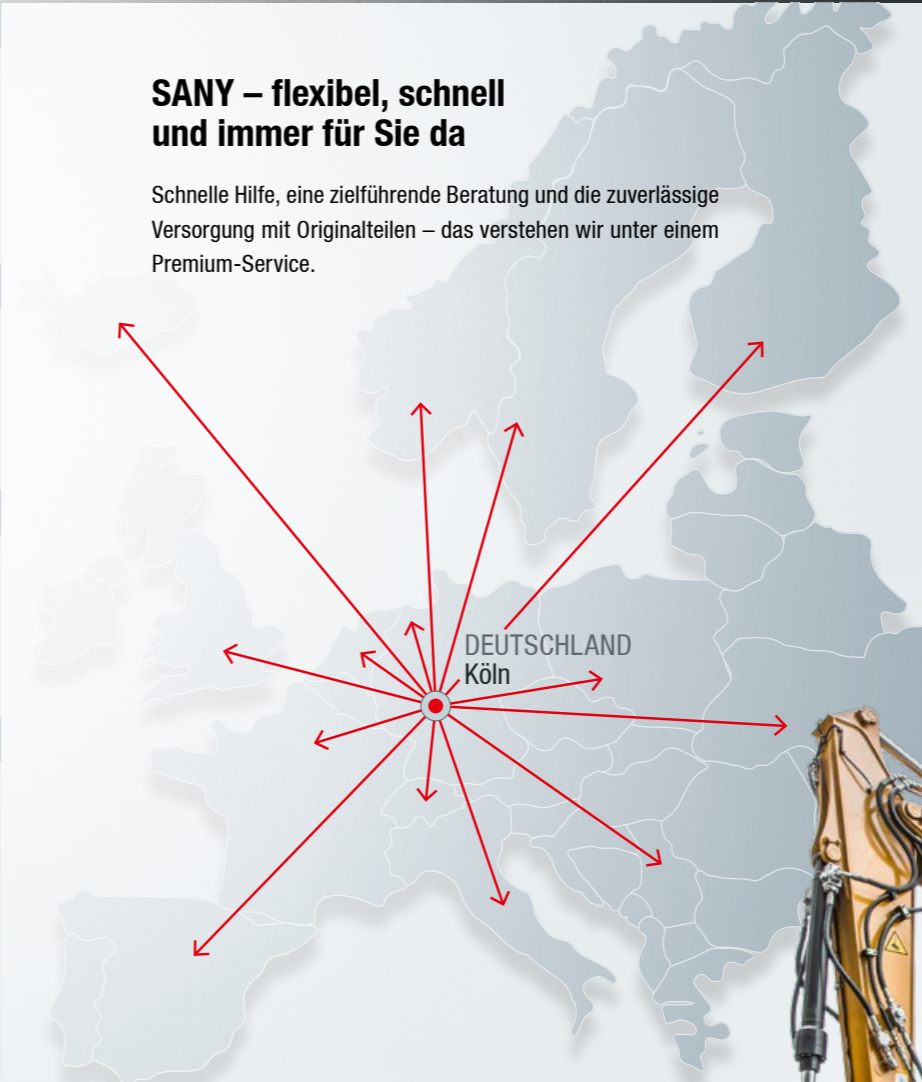 SANY – flexibel, schnell
und immer für Sie da
Schnelle Hilfe, eine zielführende Beratung und die zuverlässige
Versorgung mit Originalteilen – das verstehen wir unter einem
Premium-Service.
DEUTSCHLAND
Köln